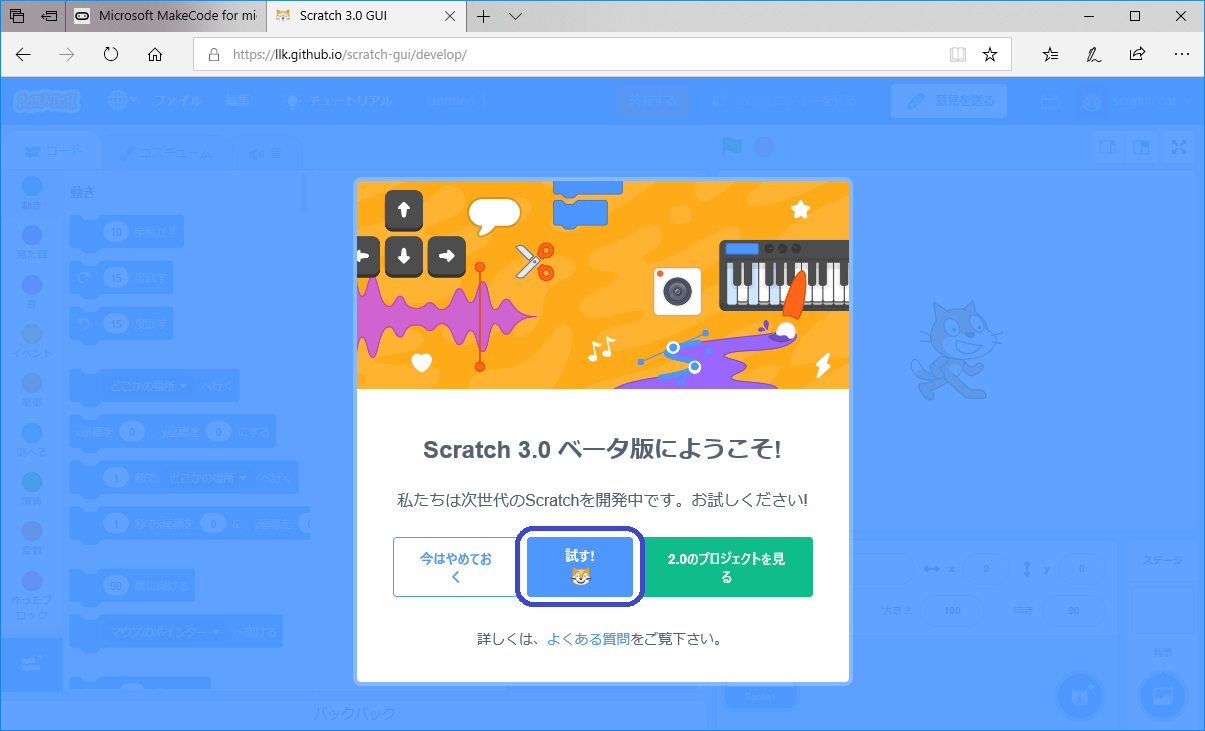 Microsoft MakeCode for mi
Scratch 3.0 GUI
https://llk.github.io/scratch-gui/develop/
SCRATCH
ファイル
編集
チュートリアル
Untitled-1
共有する
コミュニティーを見る
意見を送る
scratch-cat
コード
コスチューム
音
動き
動き
10 歩動かす
見た目
15 度回す
音
15 度回す
イベント
どこかの場所 へ行く
制御
x座標を 0 、y座標を 0 にする
調べる
1 秒で どこかの場所 へ行く
演算
1 秒でx座標を 0 に、y座標を
変数
90 度に向ける
作ったブ
ロック
マウスのポインター へ向ける
Scratch 3.0 ベータ版にようこそ!
私たちは次世代のScratchを開発中です。お試しください!
今はやめてお
く
試す!
2.0のプロジェクトを見
る
詳しくは、よくある質問をご覧下さい。
x 0 y 0
ステージ
大きさ 100 向き 90
背景
Sprite1
バックパック